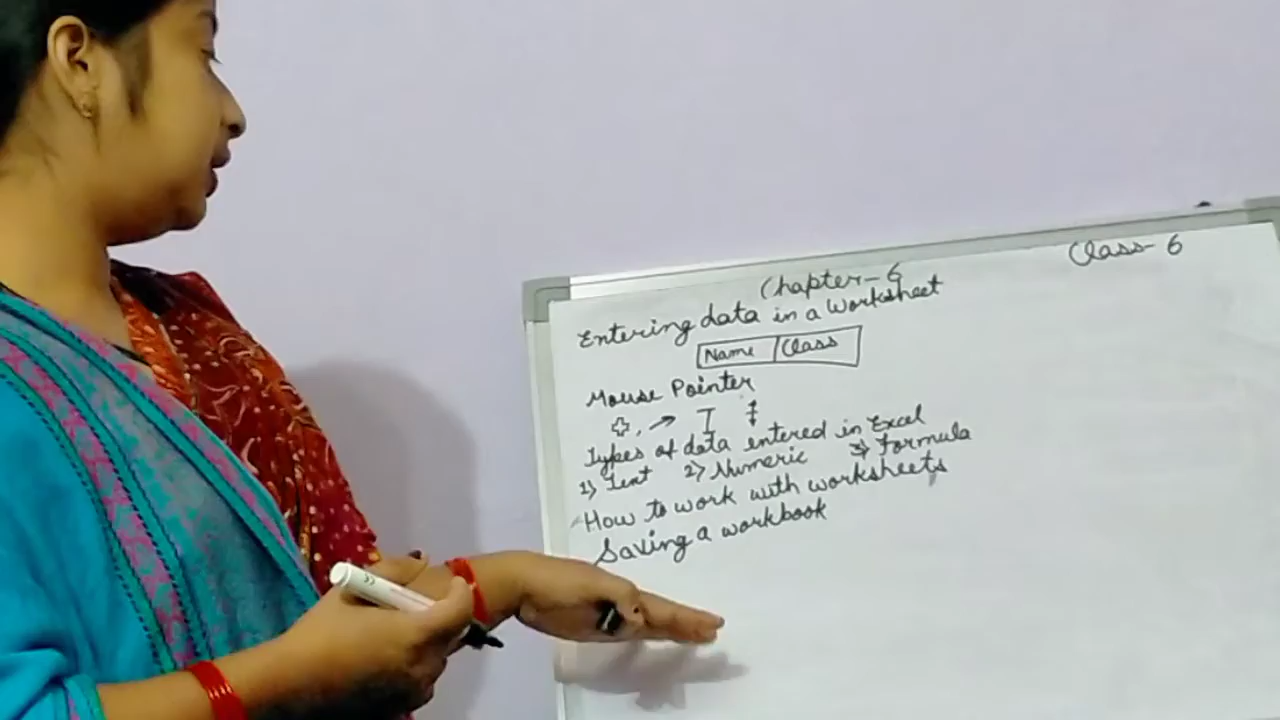 Class- 6
Chapter-6
Entering data in a Worksheet
Name Class
Mouse Pointer
Types of data entered in Excel
1) Text 2) Numeric 3) Formula
How to work with worksheets
Saving a workbook